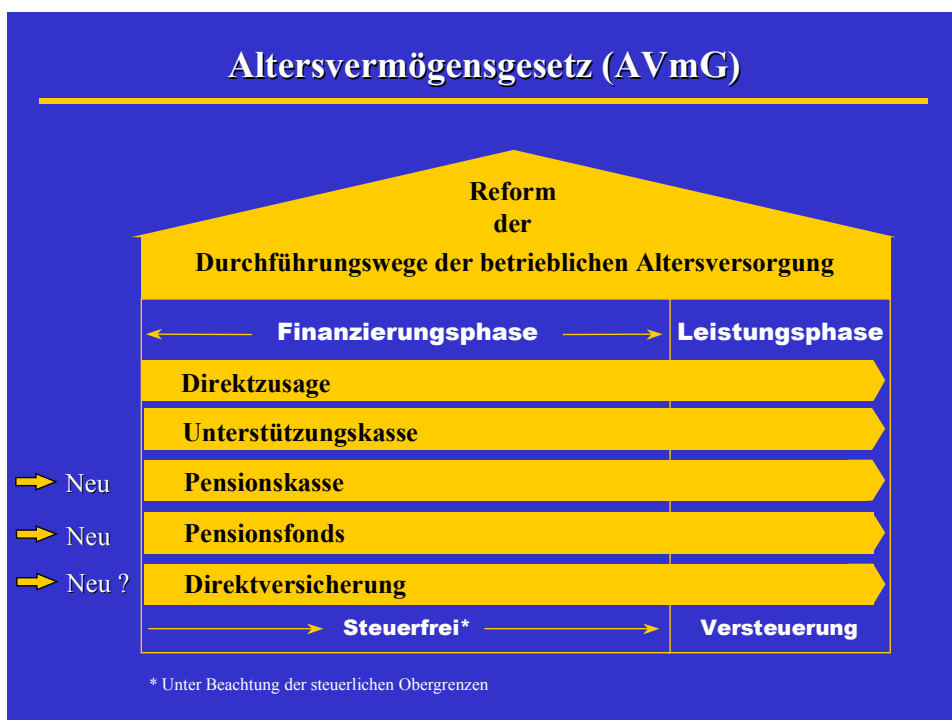 Altersvermögensgesetz (AVmG)
Reform
der
Durchführungswege der betrieblichen Altersversorgung
Finanzierungsphase Leistungsphase
Direktzusage
Unterstützungskasse
Neu Pensionskasse
Neu Pensionsfonds
Neu ? Direktversicherung
Steuerfrei* Versteuerung
* Unter Beachtung der steuerlichen Obergrenzen